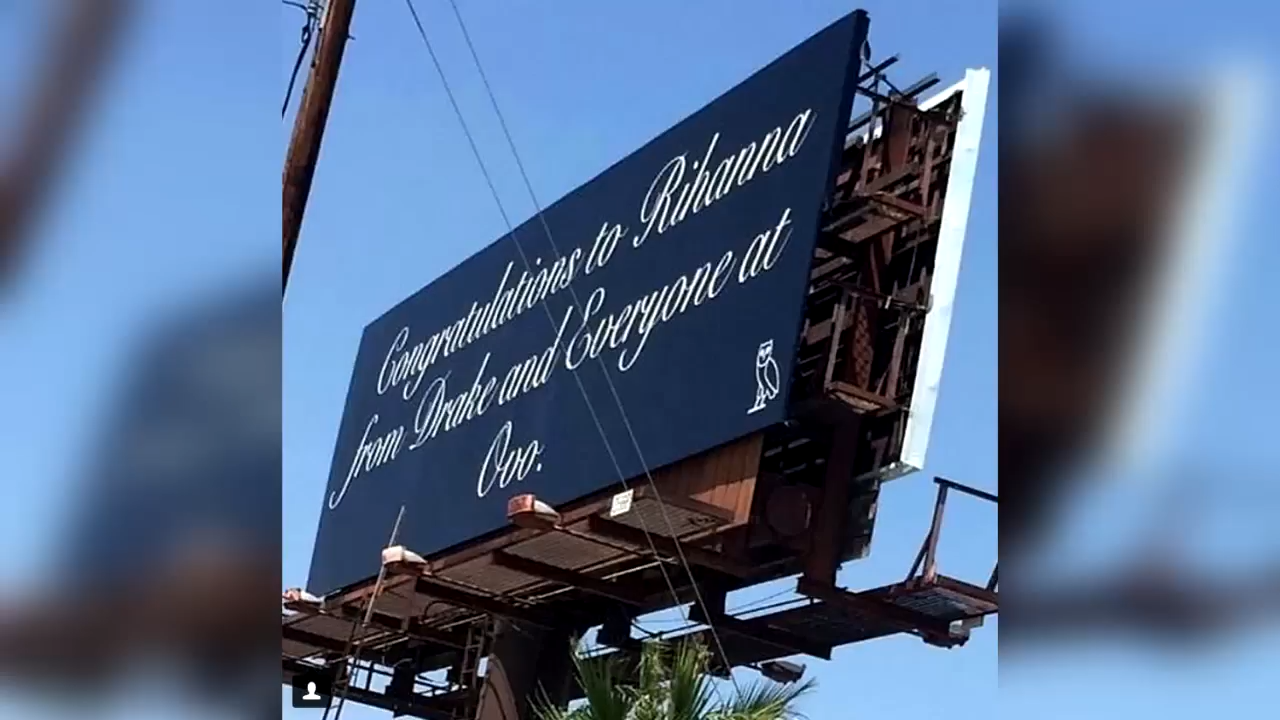 Congratulations to Rihanna
from Drake and Everyone at
Ovo.